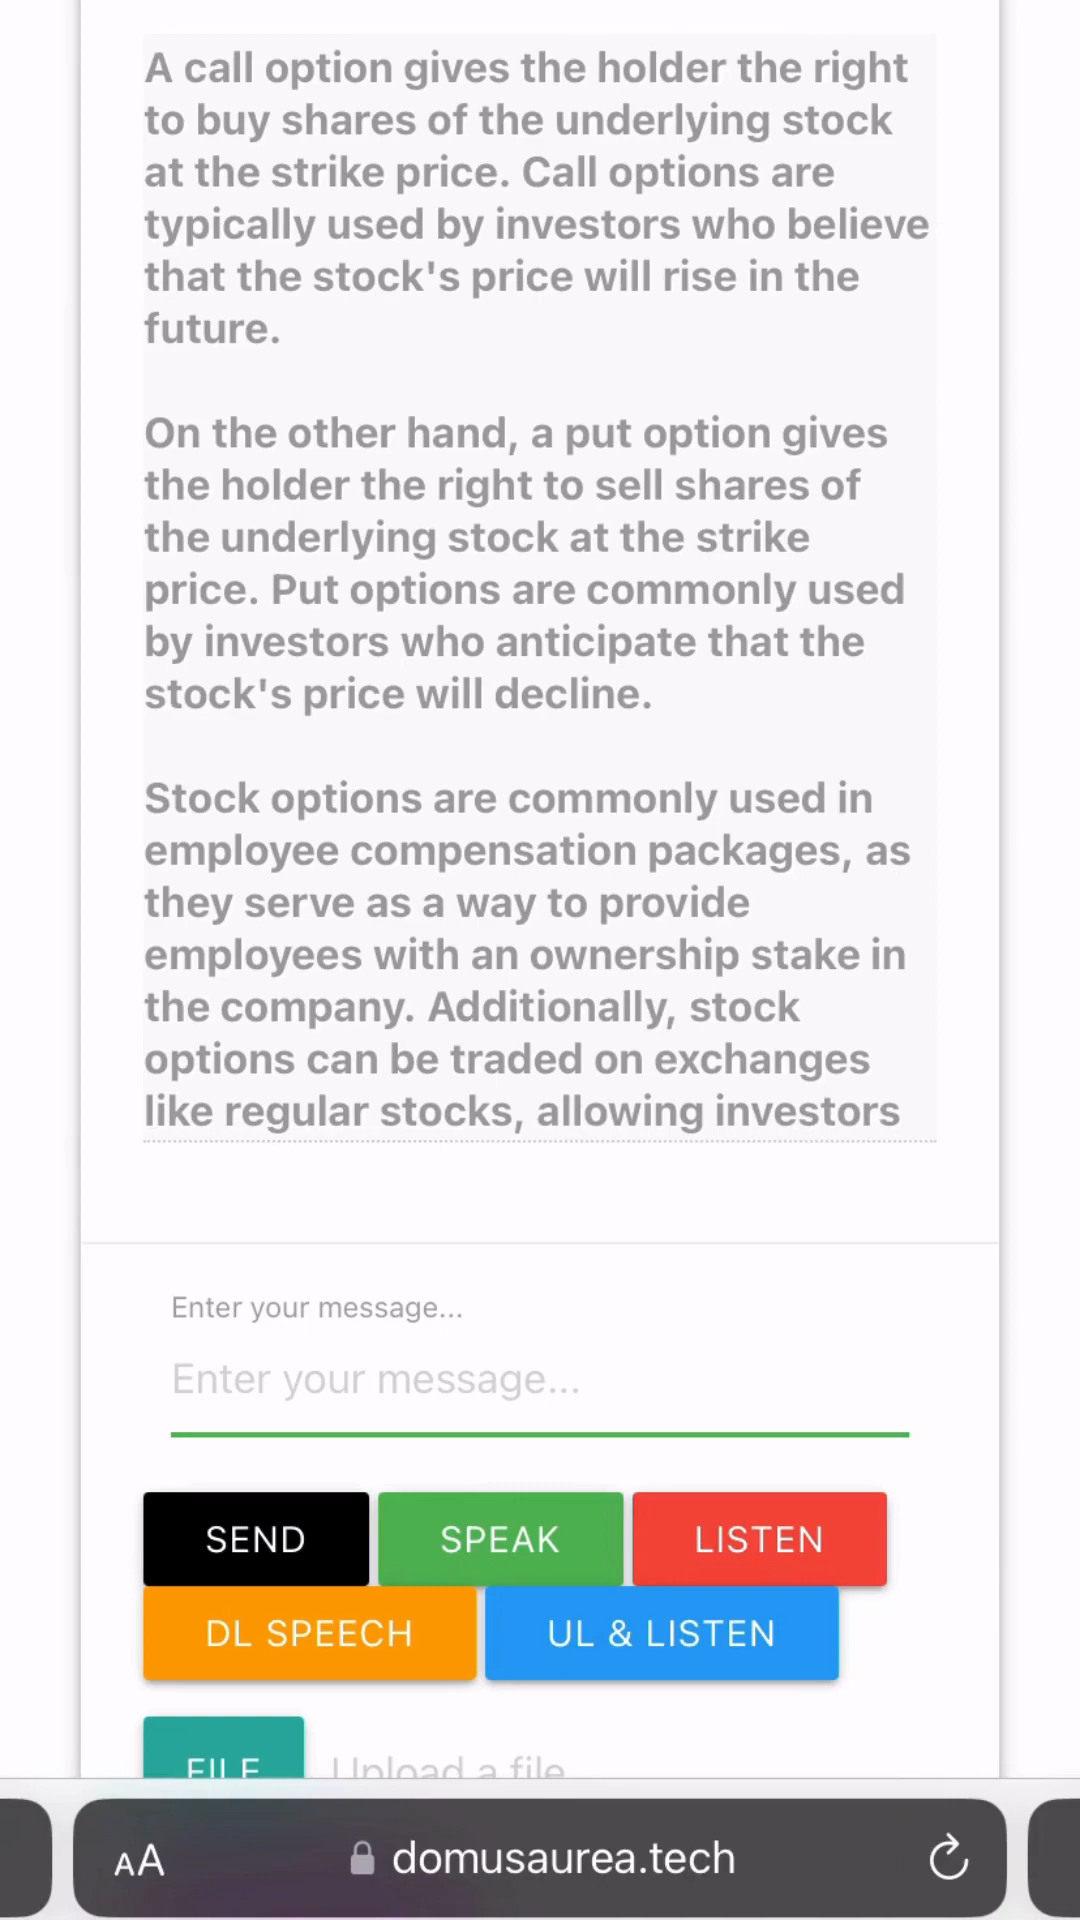 A call option gives the holder the right
to buy shares of the underlying stock
at the strike price. Call options are
typically used by investors who believe
that the stock's price will rise in the
future.
On the other hand, a put option gives
the holder the right to sell shares of
the underlying stock at the strike
price. Put options are commonly used
by investors who anticipate that the
stock's price will decline.
Stock options are commonly used in
employee compensation packages, as
they serve as a way to provide
employees with an ownership stake in
the company. Additionally, stock
options can be traded on exchanges
like regular stocks, allowing investors
Enter your message...
Enter your message...
SEND SPEAK LISTEN
DL SPEECH UL & LISTEN
FILE Upload a file
AA domusaurea.tech